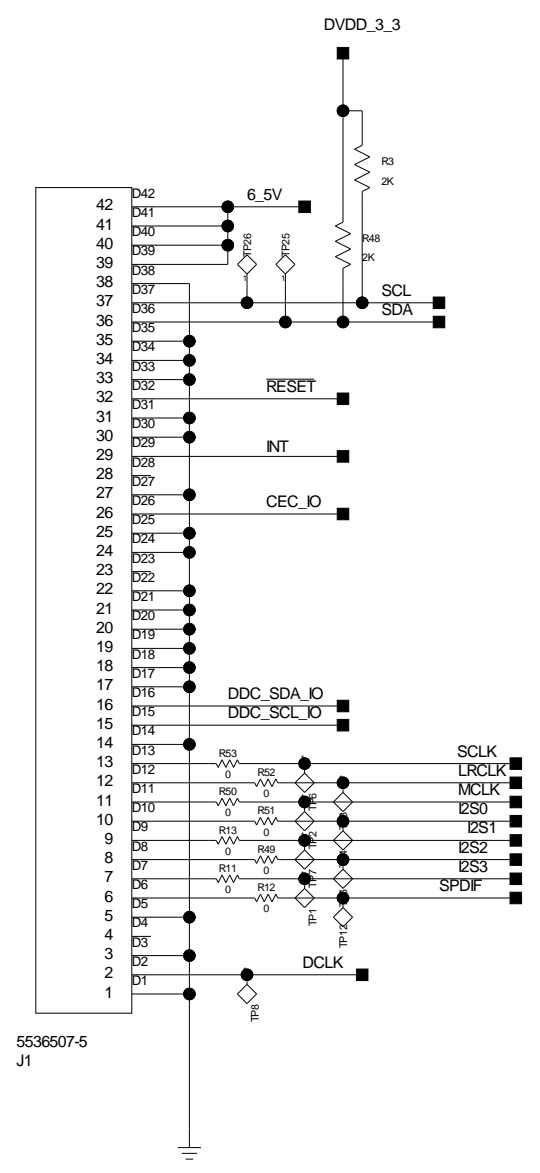 DVDD_3_3
R3
2K
D42
42
6_5V
D41
41
D40
40
TP26
TP25
R48
2K
D39
39
D38
38
1
1
D37
37
SCL
D36
36
SDA
D35
35
D34
34
D33
33
D32
32
RESET
D31
31
D30
30
D29
29
INT
D28
28
D27
27
D26
26
CEC_IO
D25
25
D24
24
D23
23
D22
22
D21
21
D20
20
D19
19
D18
18
D17
17
D16
16
DDC_SDA_IO
D15
15
DDC_SCL_IO
D14
14
D13
13
R53
0
SCLK
D12
12
R52
0
LRCLK
D11
11
R50
0
TP6
MCLK
D10
10
R51
0
I2S0
D9
9
R13
0
TP2
I2S1
D8
8
R49
0
I2S2
D7
7
R11
0
TP7
I2S3
D6
6
R12
0
SPDIF
D5
5
TP1
TP12
D4
4
D3
3
D2
2
DCLK
D1
1
TP8
5536507-5
J1